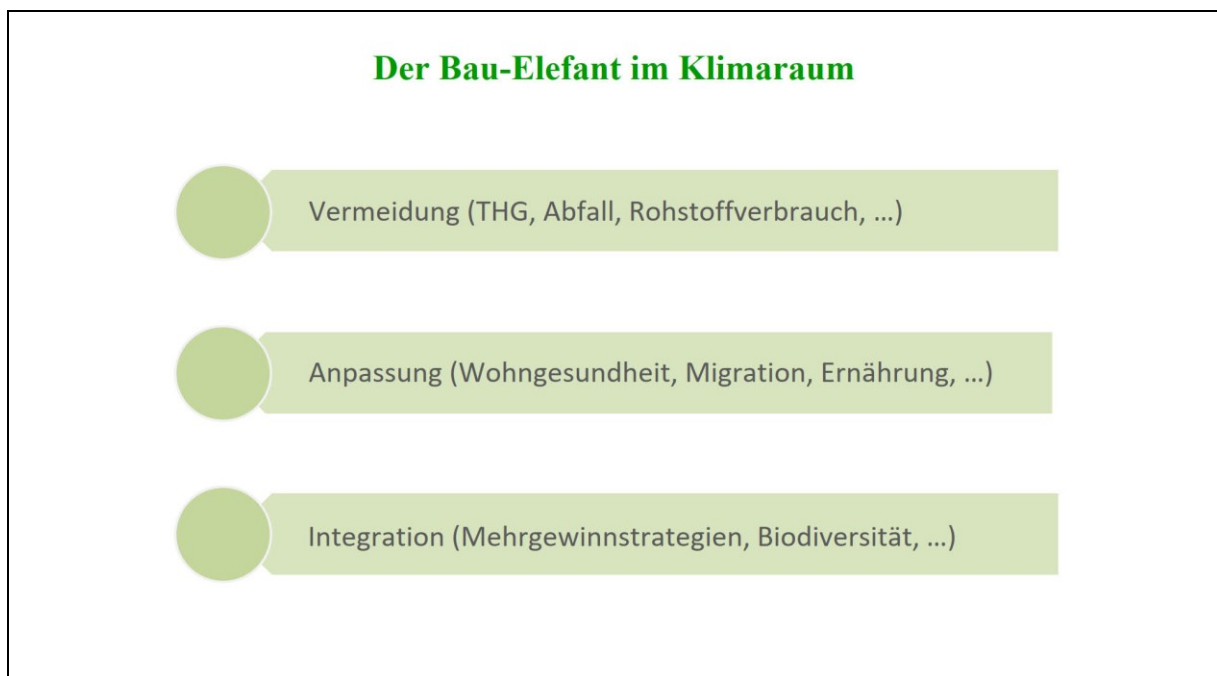 Der Bau-Elefant im Klimaraum
Vermeidung (THG, Abfall, Rohstoffverbrauch, ...)
Anpassung (Wohngesundheit, Migration, Ernährung, ...)
Integration (Mehrgewinnstrategien, Biodiversität, ...)